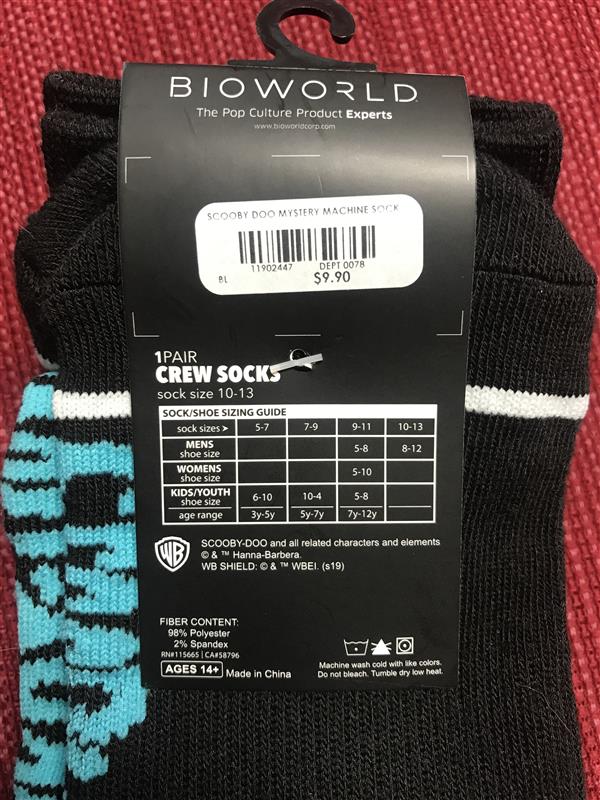 BIOWORLD
The Pop Culture Product Experts
www.bioworldcorp.com
SCOOBY DOO MYSTERY MACHINE SOCK
11902447 DEPT 0078
BL $9.90
1PAIR
CREW SOCKS
sock size 10-13
SOCK/SHOE SIZING GUIDE
sock sizes ➤ 5-7 7-9 9-11 10-13
MENS shoe size 5-8 8-12
WOMENS shoe size 5-10
KIDS/YOUTH shoe size 6-10 10-4 5-8
age range 3y-5y 5y-7y 7y-12y
WB
SCOOBY-DOO and all related characters and elements
© & ™ Hanna-Barbera.
WB SHIELD: © & ™ WBEI. (s19)
FIBER CONTENT:
98% Polyester
2% Spandex
RN#115665 | CA#58796
AGES 14+ Made in China
Machine wash cold with like colors.
Do not bleach. Tumble dry low heat.